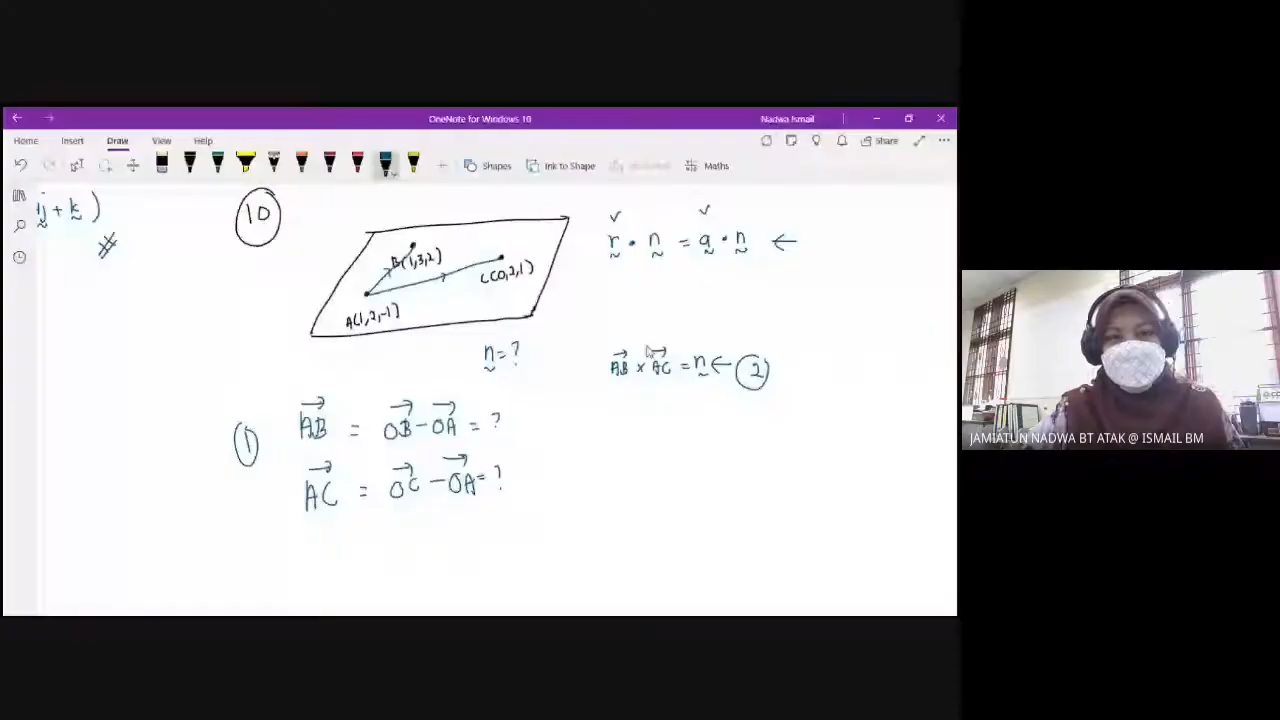 OneNote for Windows 10
Nadwa Ismail
Home Insert Draw View Help
Share
Shapes Ink to Shape Maths
j + k )
#
10
B(1,3,2)
C(0,2,1)
A(1,2,-1)
n = ?
r • n = a • n ←
AB × AC = n ← 2
1
AB = OB - OA = ?
AC = OC - OA = ?
JAMIATUN NADWA BT ATAK @ ISMAIL BM